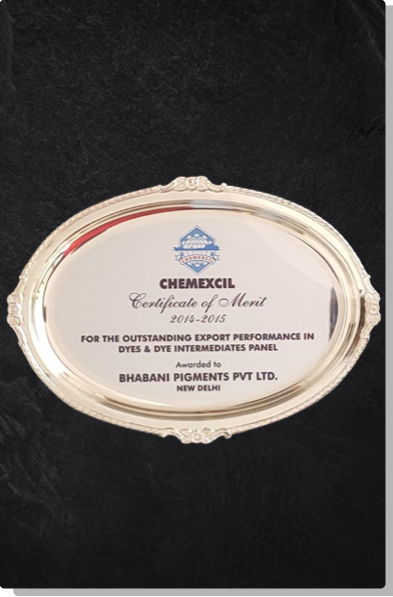 CHEMEXCIL
Certificate of Merit
2014-2015
FOR THE OUTSTANDING EXPORT PERFORMANCE IN
DYES & DYE INTERMEDIATES PANEL
Awarded to
BHABANI PIGMENTS PVT LTD.
NEW DELHI